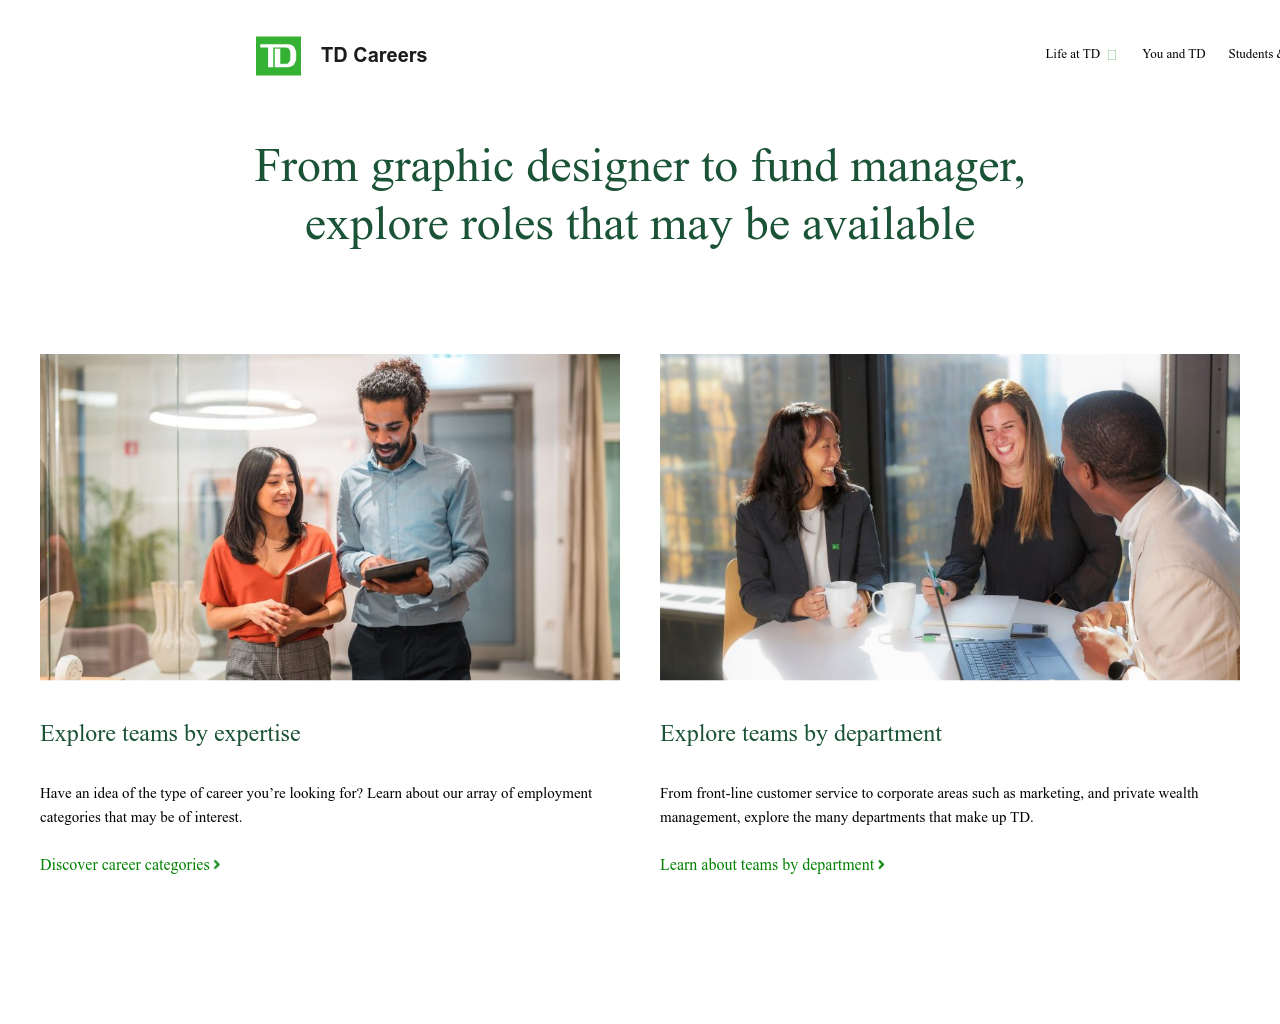 TD
TD Careers
Life at TD
You and TD
Students &
From graphic designer to fund manager,
explore roles that may be available
Explore teams by expertise
Explore teams by department
Have an idea of the type of career you’re looking for? Learn about our array of employment
categories that may be of interest.
From front-line customer service to corporate areas such as marketing, and private wealth
management, explore the many departments that make up TD.
Discover career categories
Learn about teams by department